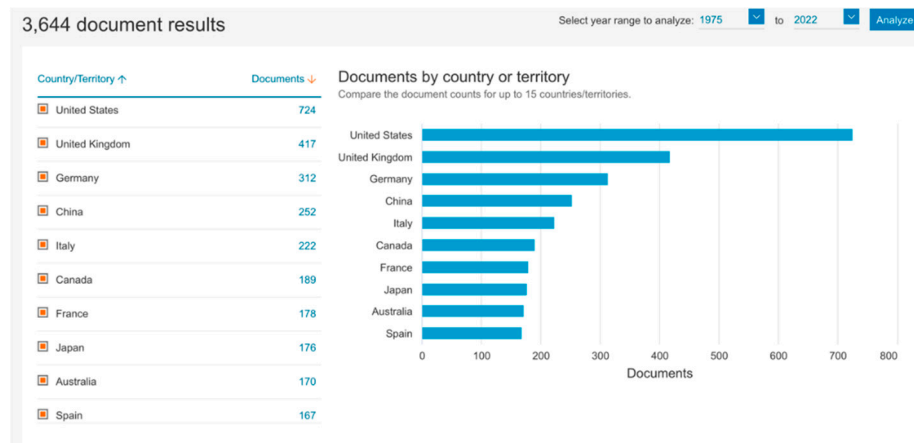 3,644 document results
Select year range to analyze: 1975 to 2022 Analyze
Country/Territory ↑ Documents ↓
United States 724
United Kingdom 417
Germany 312
China 252
Italy 222
Canada 189
France 178
Japan 176
Australia 170
Spain 167
Documents by country or territory
Compare the document counts for up to 15 countries/territories.
United States
United Kingdom
Germany
China
Italy
Canada
France
Japan
Australia
Spain
0 100 200 300 400 500 600 700 800
Documents